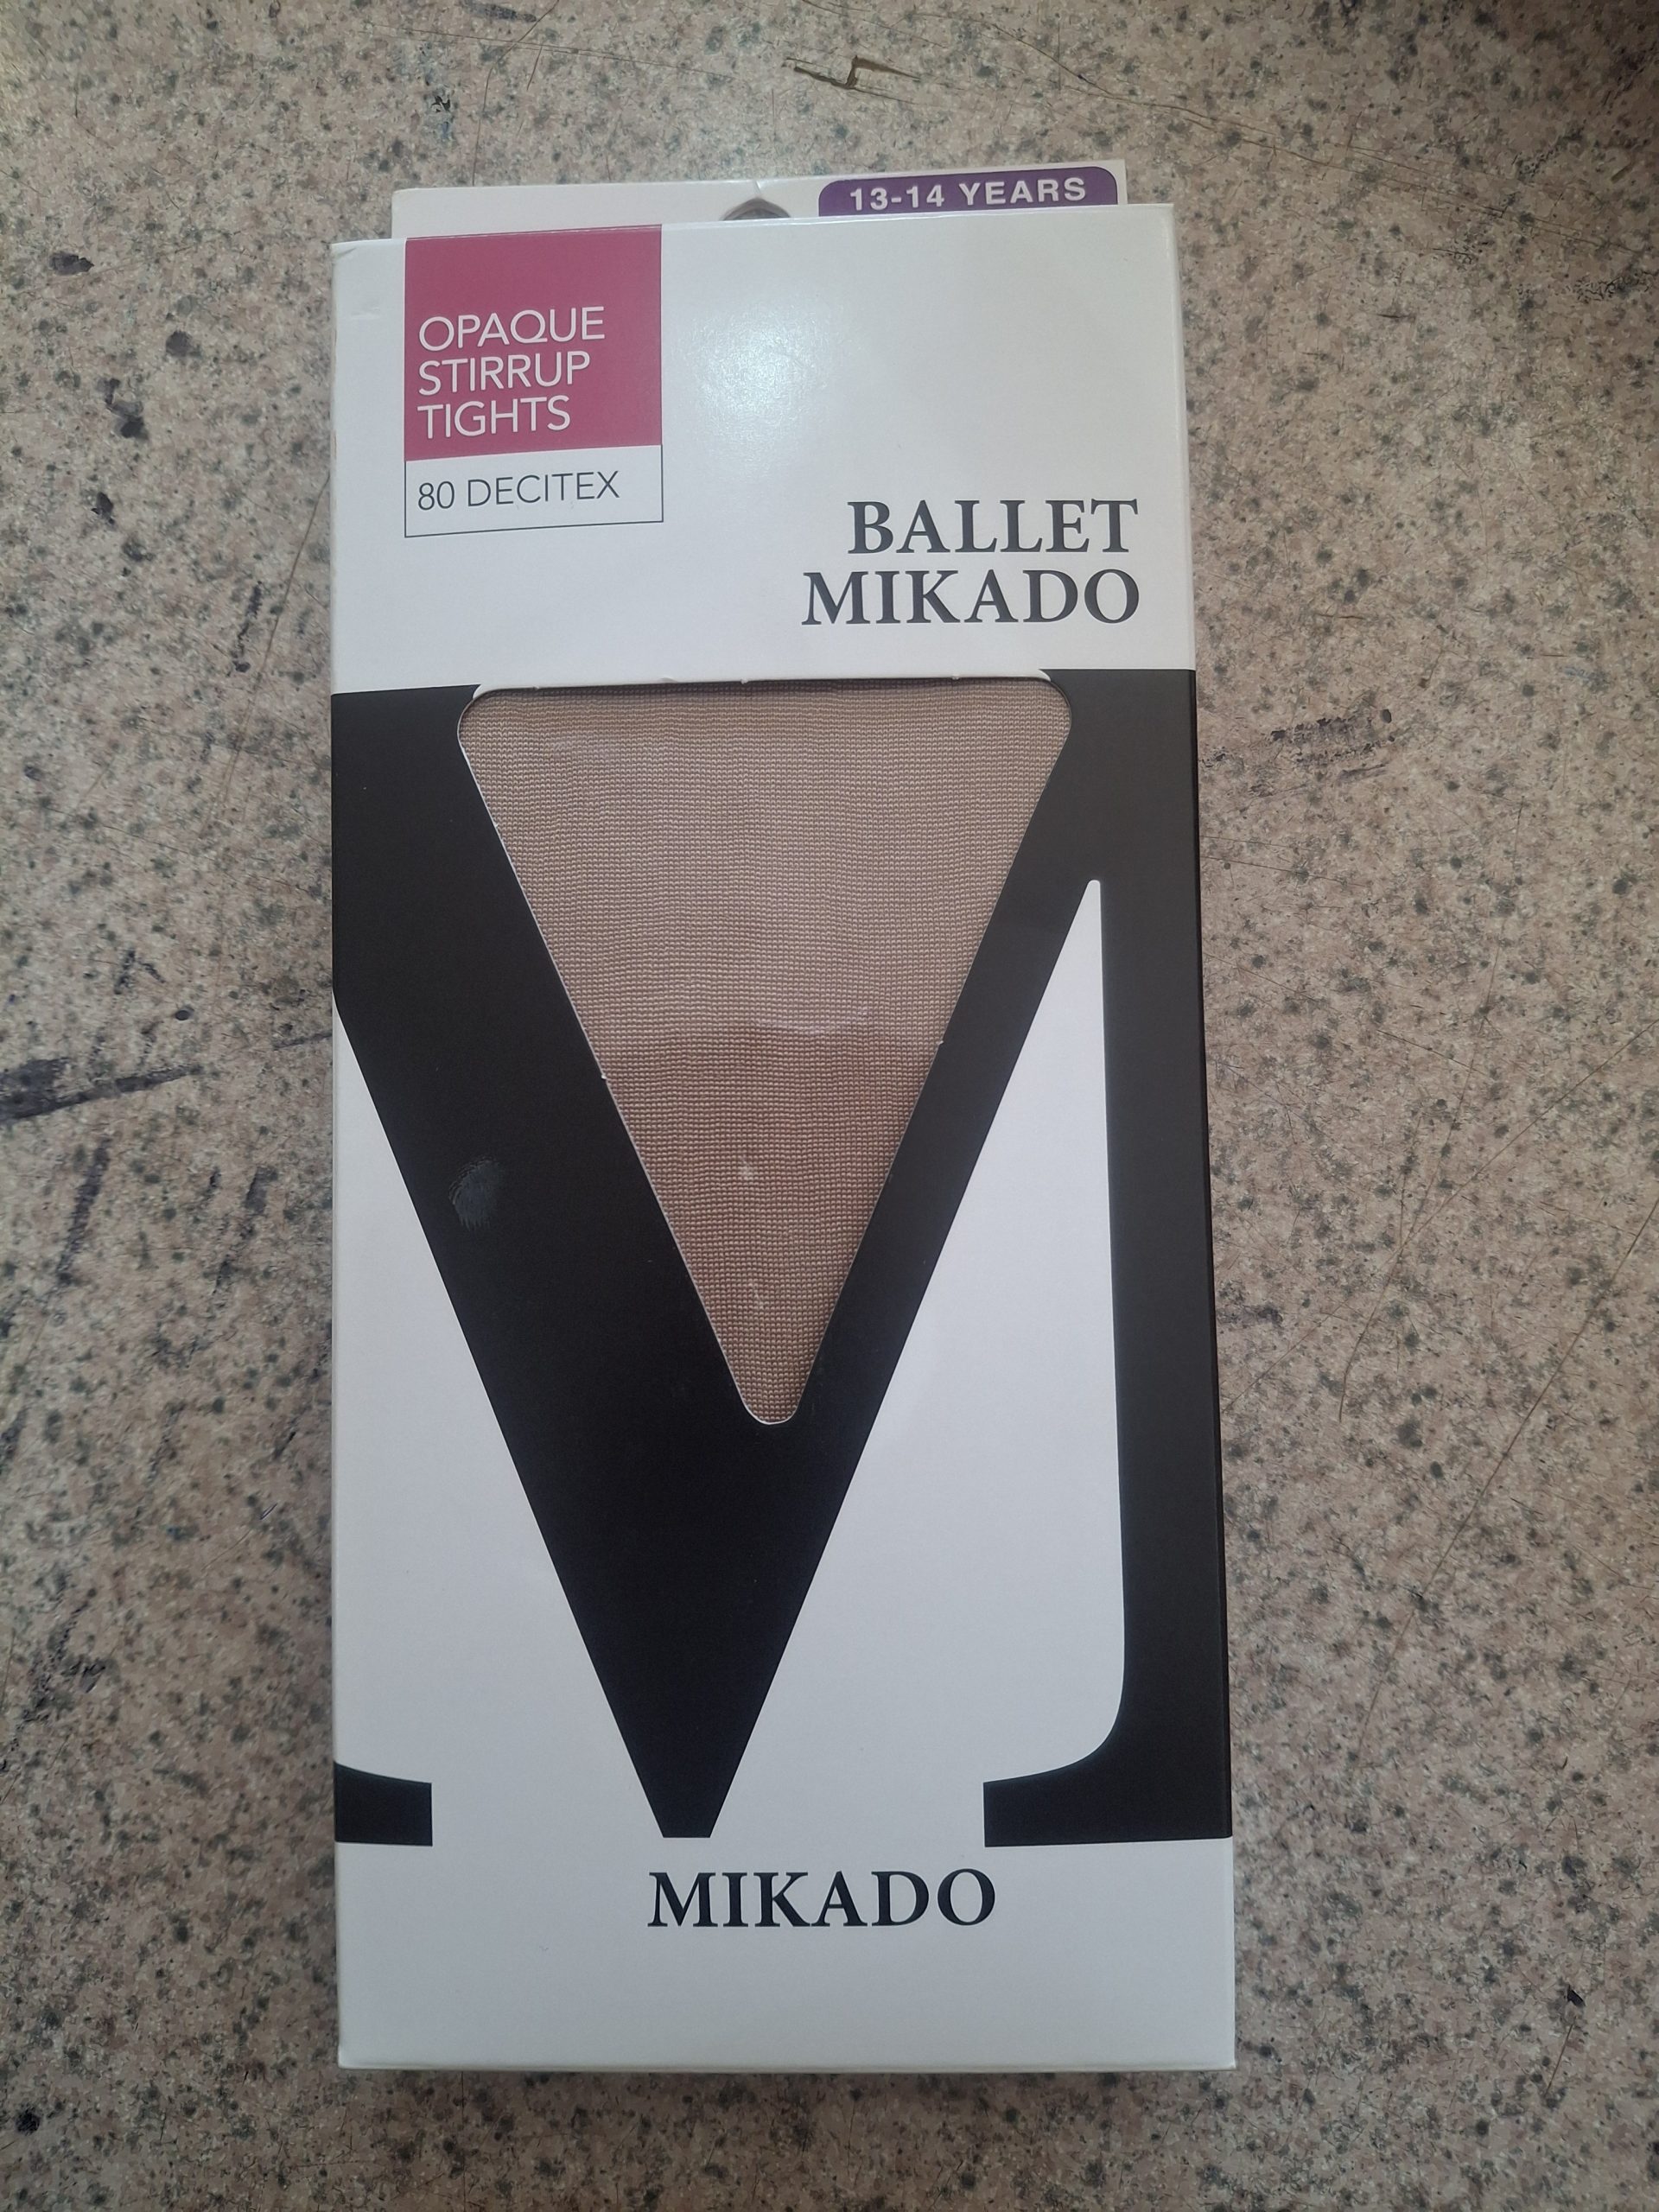 13-14 YEARS
OPAQUE
STIRRUP
TIGHTS
80 DECITEX
BALLET
MIKADO
MIKADO